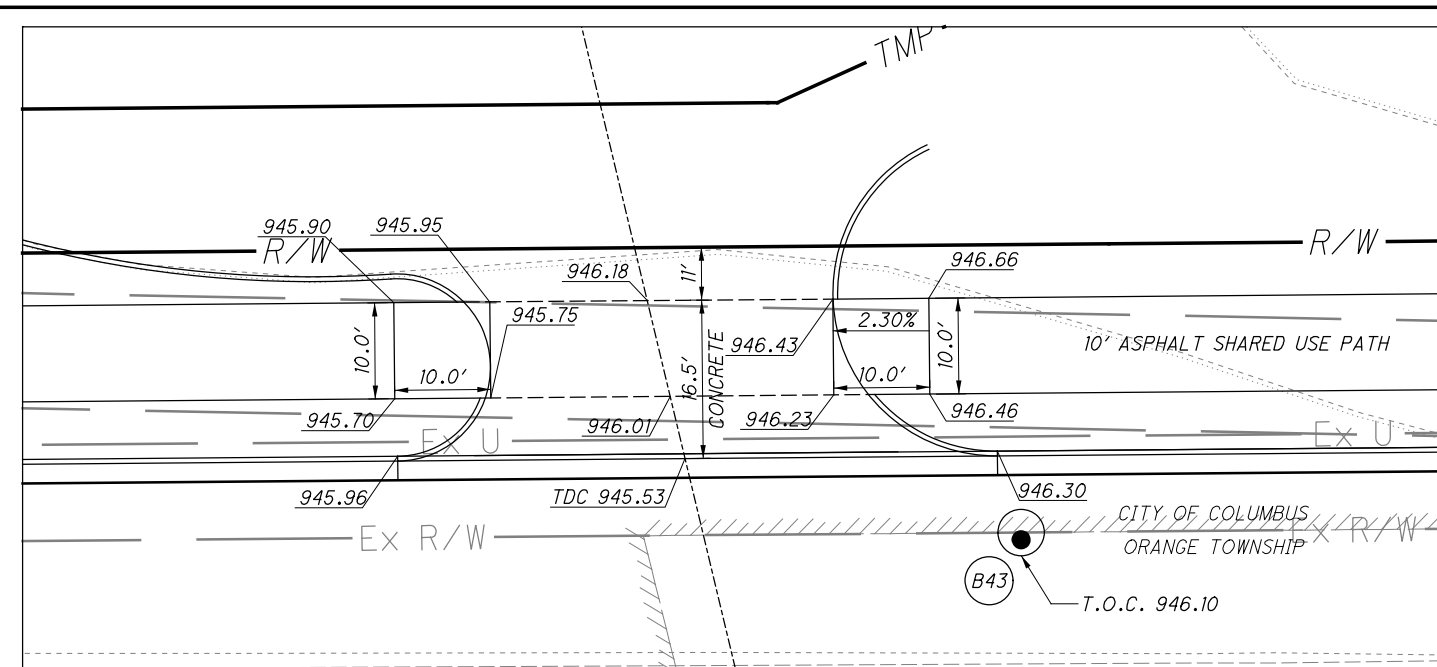 TMP
945.90
945.95
R/W
R/W
946.18
11'
946.66
945.75
2.30%
10.0'
10.0'
946.43
16.5'
CONCRETE
10.0'
10.0'
10' ASPHALT SHARED USE PATH
945.70
946.01
946.23
946.46
Ex U
Ex U
945.96
TDC 945.53
946.30
CITY OF COLUMBUS
Ex R/W
Ex R/W
ORANGE TOWNSHIP
B43
T.O.C. 946.10